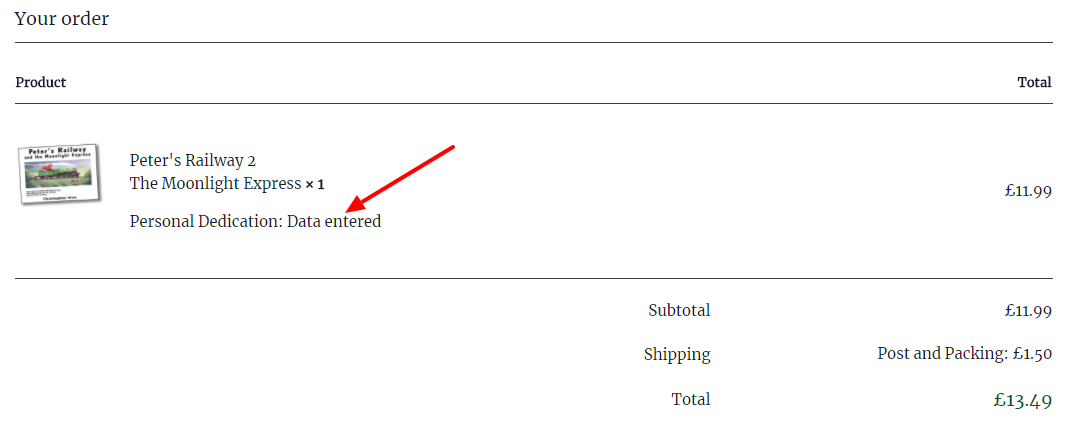 Your order
Product Total
Peter's Railway
and the Moonlight Express
Christopher Vine
Peter's Railway 2
The Moonlight Express × 1
£11.99
Personal Dedication: Data entered
Subtotal £11.99
Shipping Post and Packing: £1.50
Total £13.49